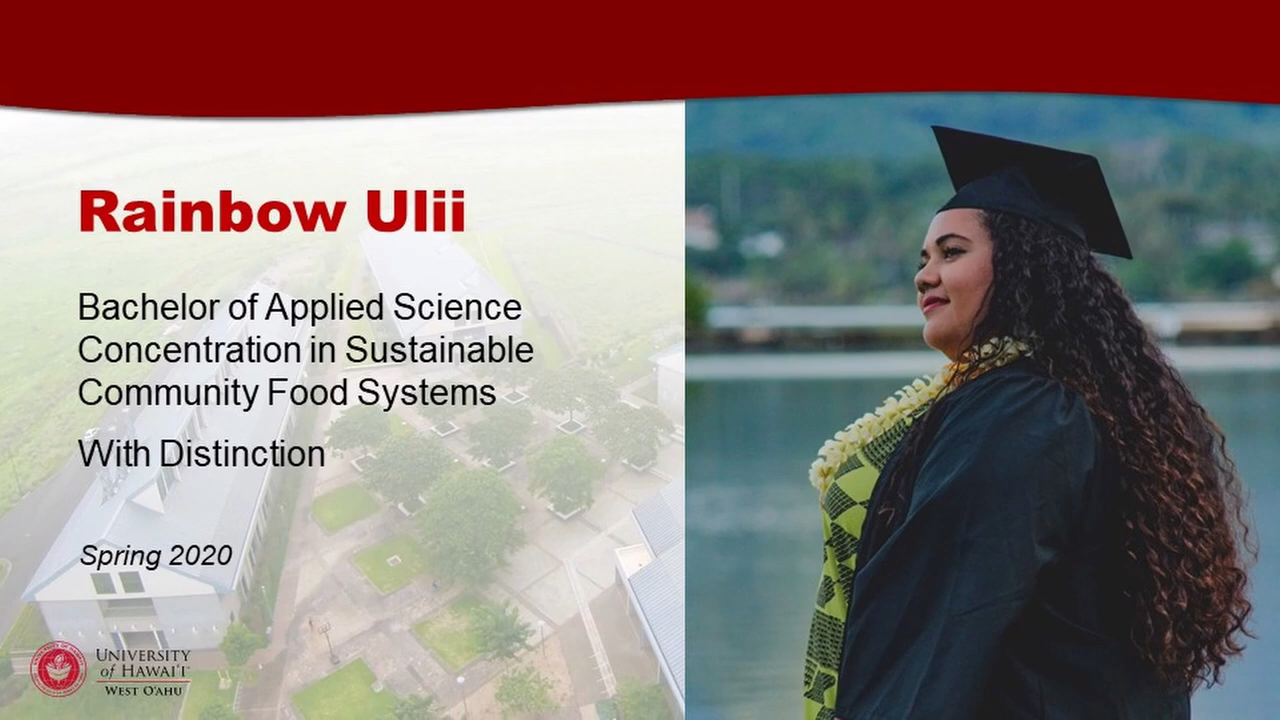 Rainbow Ulii
Bachelor of Applied Science
Concentration in Sustainable
Community Food Systems
With Distinction
Spring 2020
UNIVERSITY
of HAWAI'I
WEST O'AHU